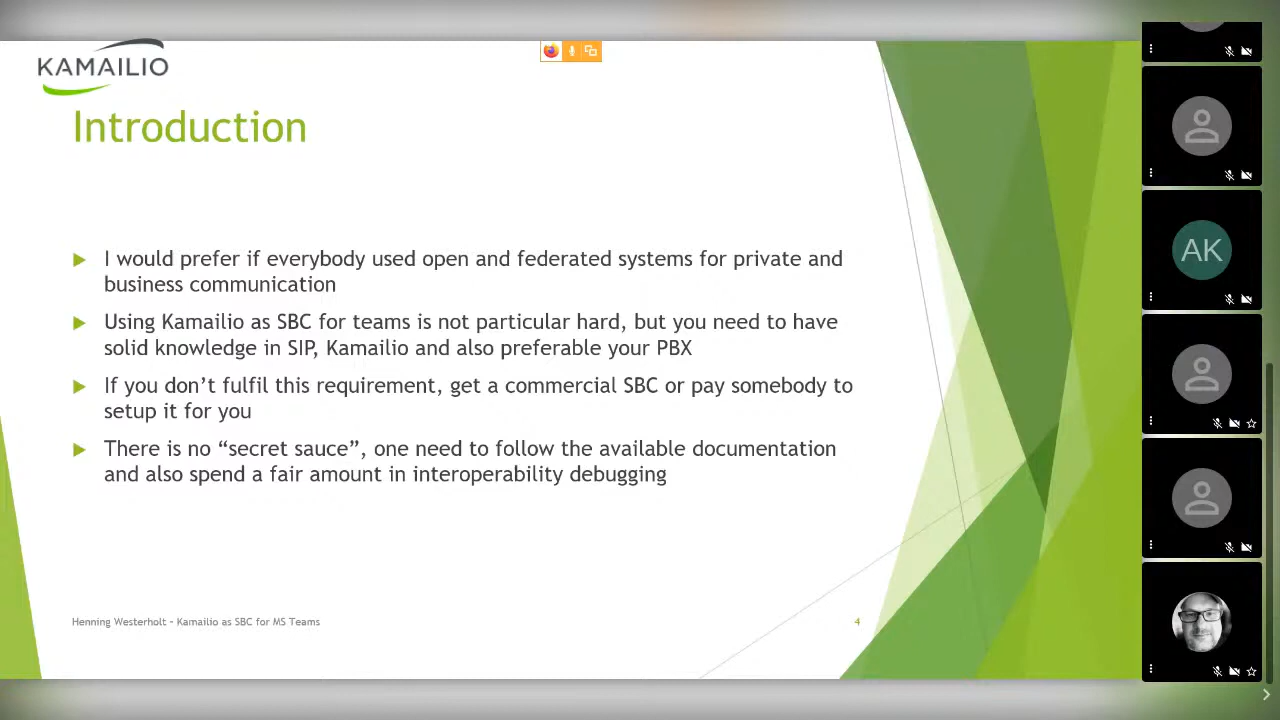 KAMAILIO
Introduction
I would prefer if everybody used open and federated systems for private and
business communication
Using Kamailio as SBC for teams is not particular hard, but you need to have
solid knowledge in SIP, Kamailio and also preferable your PBX
If you don’t fulfil this requirement, get a commercial SBC or pay somebody to
setup it for you
There is no “secret sauce”, one need to follow the available documentation
and also spend a fair amount in interoperability debugging
Henning Westerholt – Kamailio as SBC for MS Teams
4
AK